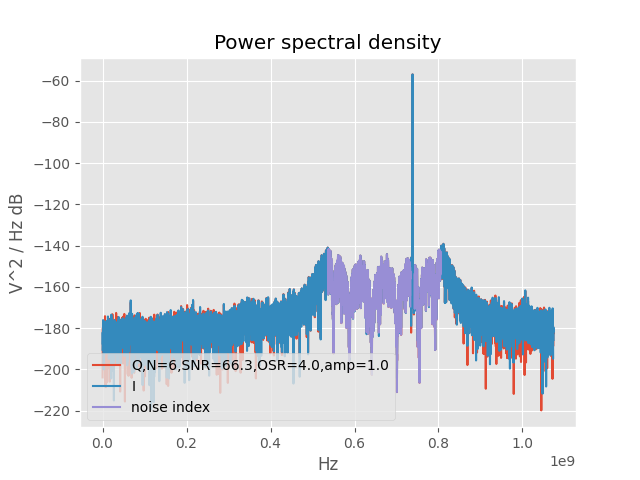 Power spectral density
V^2 / Hz dB
−60
−80
−100
−120
−140
−160
−180
−200
−220
Q,N=6,SNR=66.3,OSR=4.0,amp=1.0
I
noise index
0.0 0.2 0.4 0.6 0.8 1.0
1e9
Hz